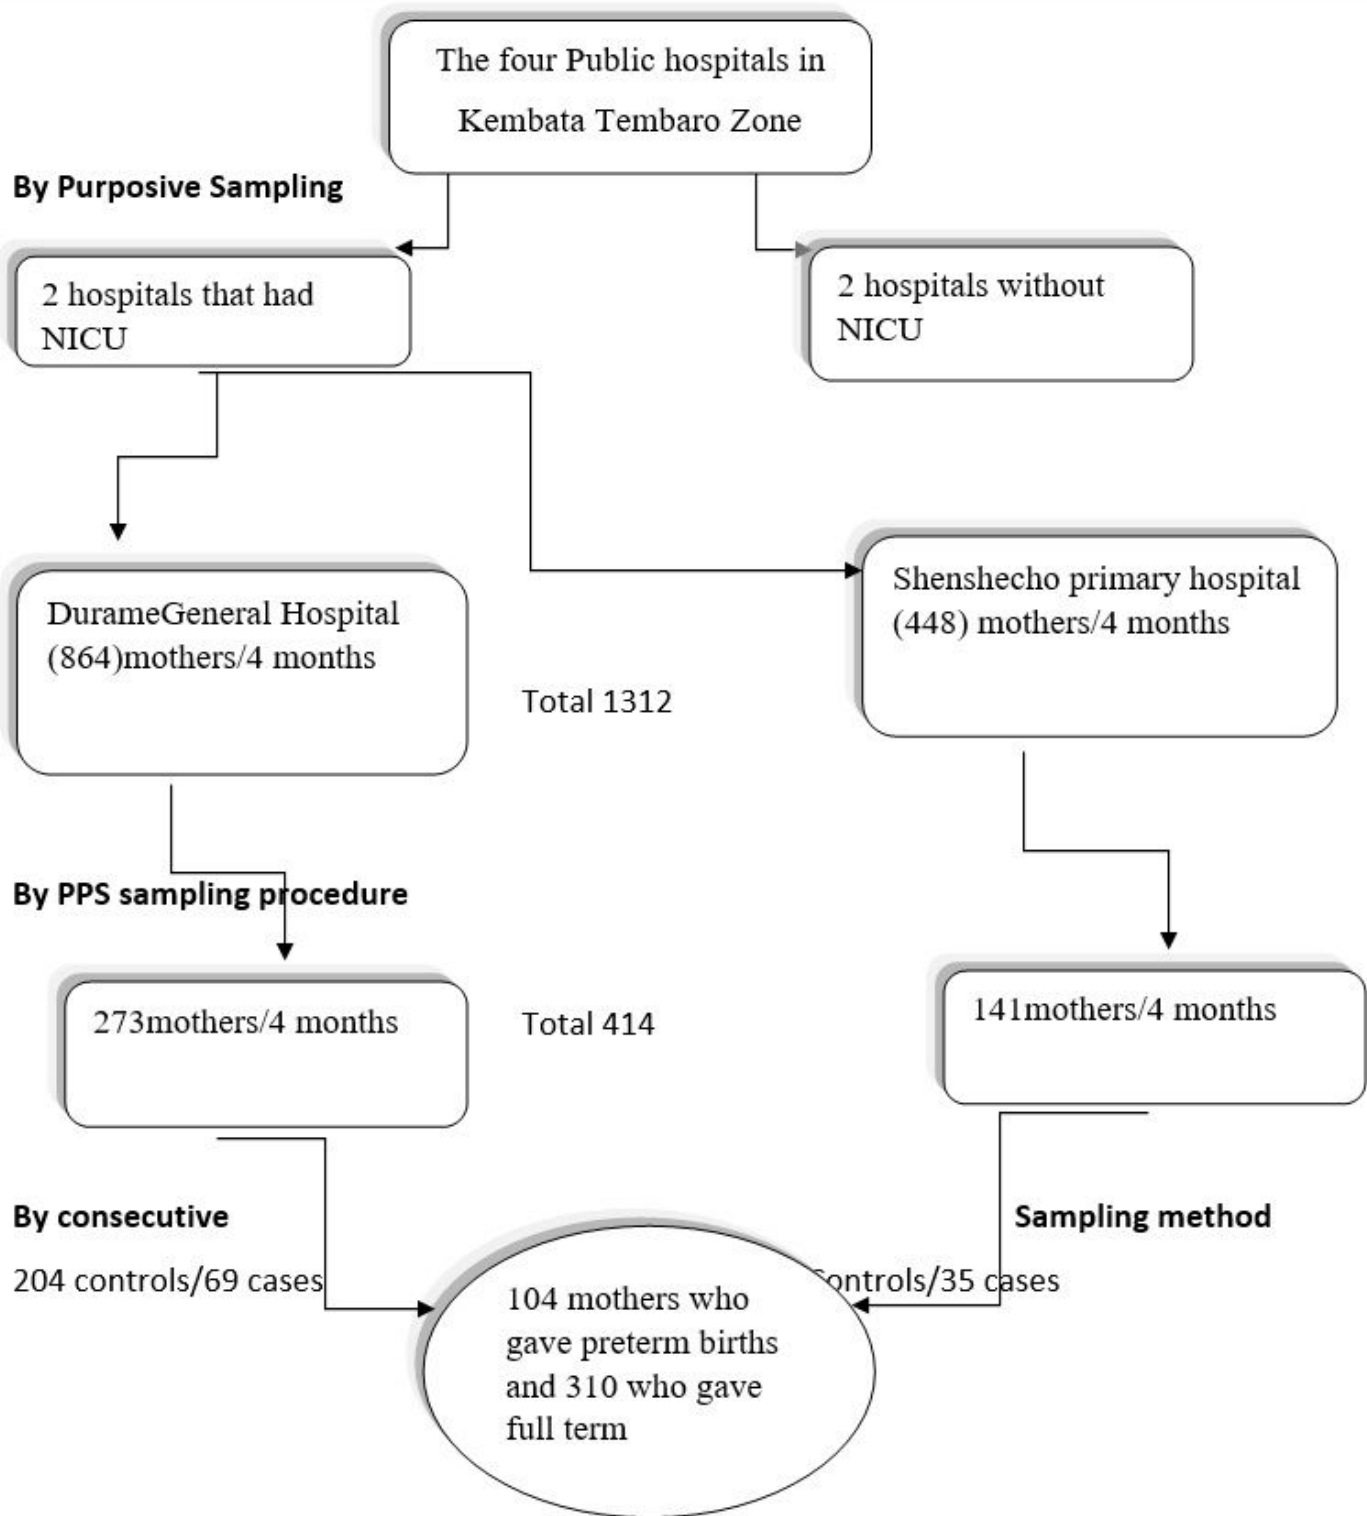 The four Public hospitals in
Kembata Tembaro Zone
By Purposive Sampling
2 hospitals that had
NICU
2 hospitals without
NICU
DurameGeneral Hospital
(864)mothers/4 months
Shenshecho primary hospital
(448) mothers/4 months
Total 1312
By PPS sampling procedure
273mothers/4 months
Total 414
141mothers/4 months
By consecutive
Sampling method
204 controls/69 cases
/35 cases
104 mothers who
gave preterm births
and 310 who gave
full term